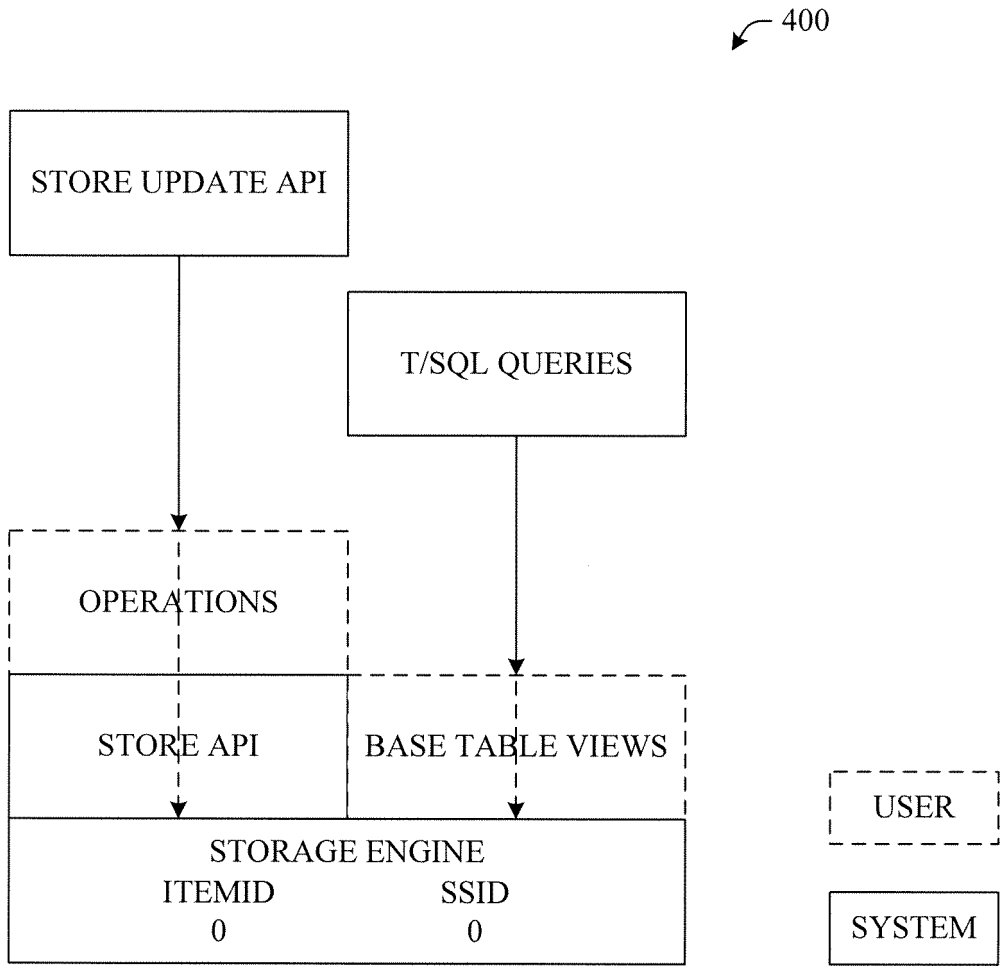 400
STORE UPDATE API
T/SQL QUERIES
OPERATIONS
STORE API
BASE TABLE VIEWS
STORAGE ENGINE
ITEMID SSID
0 0
USER
SYSTEM